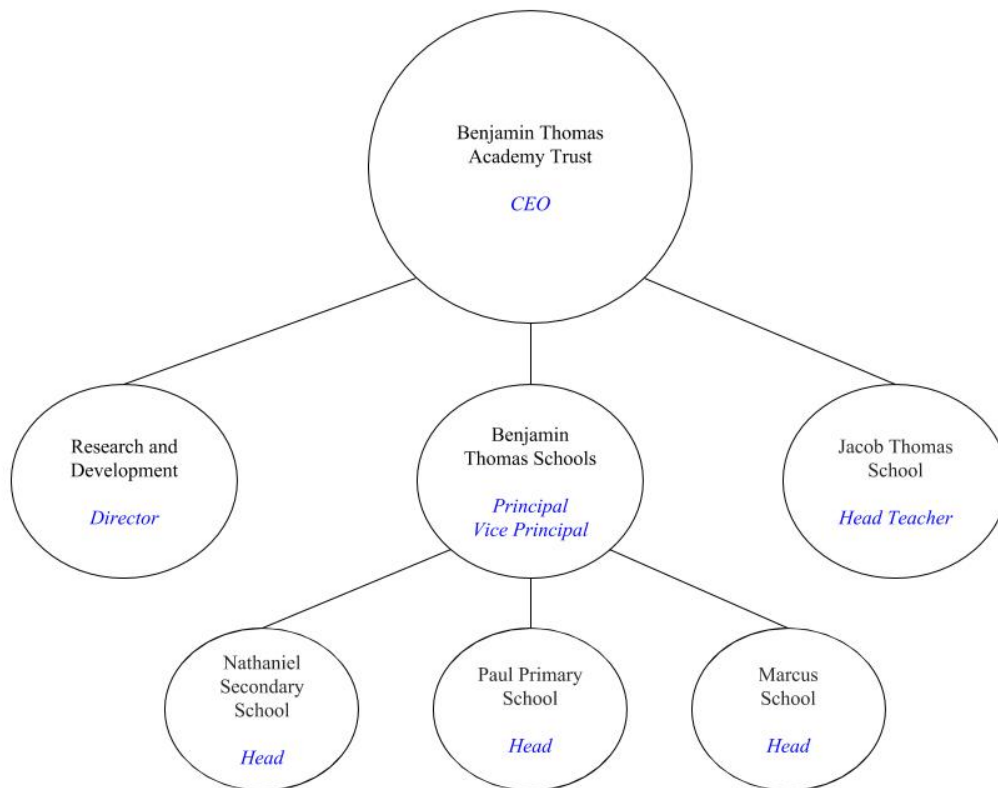 Benjamin Thomas
Academy Trust
CEO
Research and
Development
Director
Benjamin
Thomas Schools
Principal
Vice Principal
Jacob Thomas
School
Head Teacher
Nathaniel
Secondary
School
Head
Paul Primary
School
Head
Marcus
School
Head